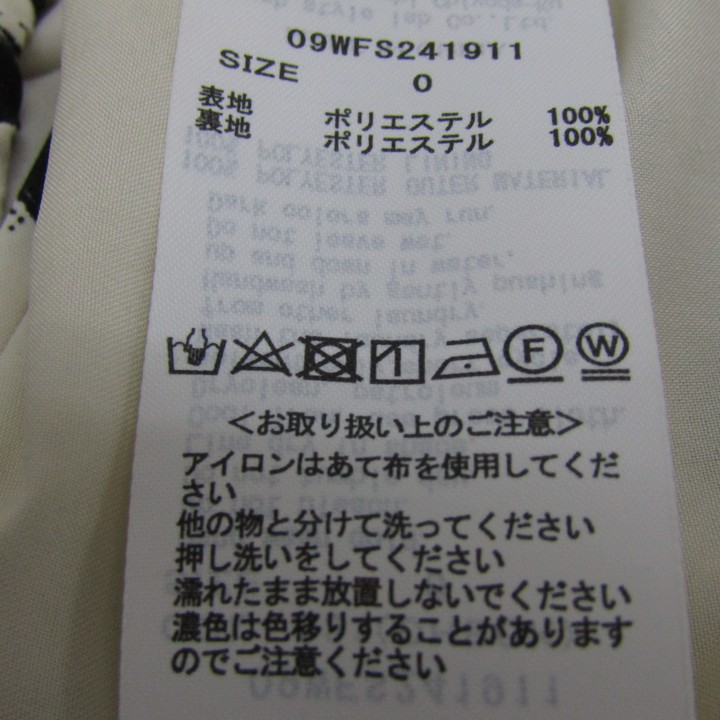 09WFS241911
SIZE 0
表地 ポリエステル 100%
裏地 ポリエステル 100%
F W
<お取り扱い上のご注意>
アイロンはあて布を使用してくだ
さい
他の物と分けて洗ってください
押し洗いをしてください
濡れたまま放置しないでください
濃色は色移りすることがあります
のでご注意ください